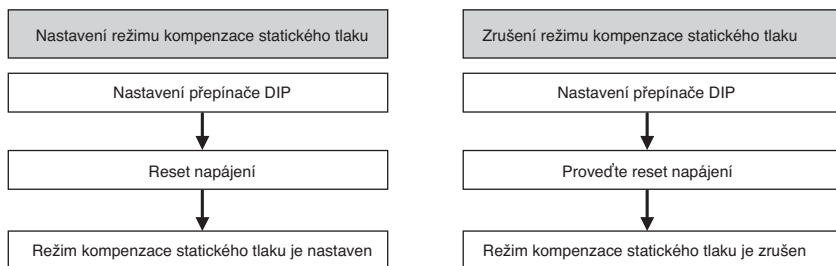 Nastavení režimu kompenzace statického tlaku
Nastavení přepínače DIP
Reset napájení
Režim kompenzace statického tlaku je nastaven
Zrušení režimu kompenzace statického tlaku
Nastavení přepínače DIP
Proveďte reset napájení
Režim kompenzace statického tlaku je zrušen